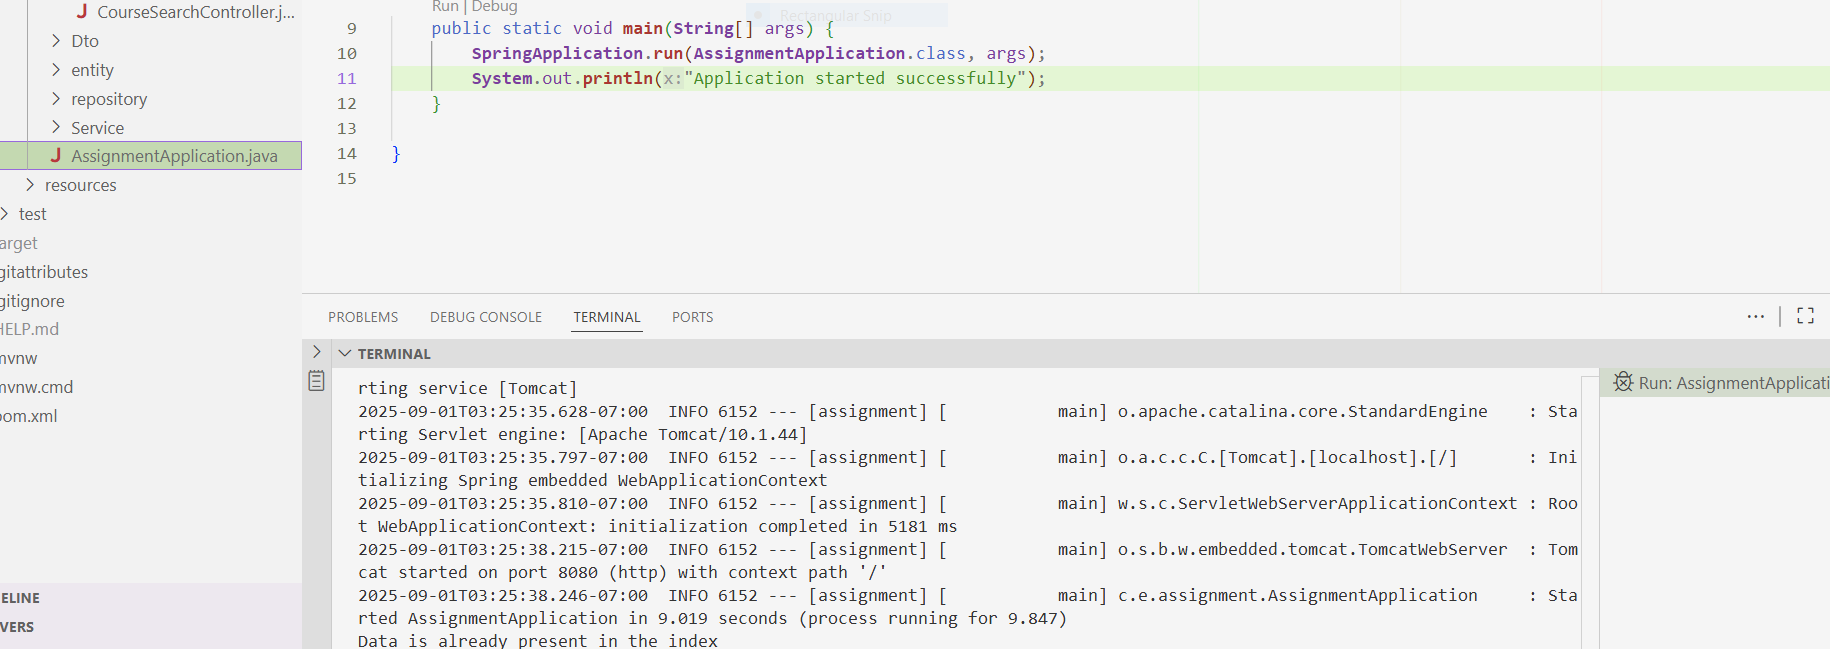 CourseSearchController.j...
Dto
entity
repository
Service
AssignmentApplication.java
resources
test
arget
gitattributes
gitignore
HELP.md
mvnw
mvnw.cmd
pom.xml
ELINE
VERS
Run | Debug
Rectangular Snip
9 public static void main(String[] args) {
10 SpringApplication.run(AssignmentApplication.class, args);
11 System.out.println(x:"Application started successfully");
12 }
13
14 }
15
PROBLEMS DEBUG CONSOLE TERMINAL PORTS
TERMINAL
rting service [Tomcat]
2025-09-01T03:25:35.628-07:00  INFO 6152 --- [assignment] [           main] o.apache.catalina.core.StandardEngine    : Sta
rting Servlet engine: [Apache Tomcat/10.1.44]
2025-09-01T03:25:35.797-07:00  INFO 6152 --- [assignment] [           main] o.a.c.c.C.[Tomcat].[localhost].[/]       : Ini
tializing Spring embedded WebApplicationContext
2025-09-01T03:25:35.810-07:00  INFO 6152 --- [assignment] [           main] w.s.c.ServletWebServerApplicationContext : Roo
t WebApplicationContext: initialization completed in 5181 ms
2025-09-01T03:25:38.215-07:00  INFO 6152 --- [assignment] [           main] o.s.b.w.embedded.tomcat.TomcatWebServer  : Tom
cat started on port 8080 (http) with context path '/'
2025-09-01T03:25:38.246-07:00  INFO 6152 --- [assignment] [           main] c.e.assignment.AssignmentApplication     : Sta
rted AssignmentApplication in 9.019 seconds (process running for 9.847)
Data is already present in the index
Run: AssignmentApplicati